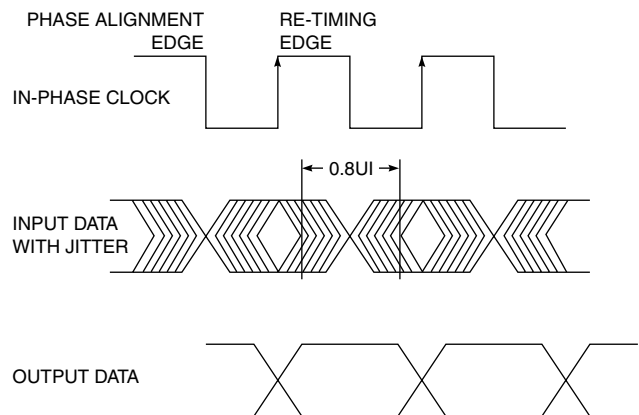 PHASE ALIGNMENT
EDGE
RE-TIMING
EDGE
IN-PHASE CLOCK
0.8UI
INPUT DATA
WITH JITTER
OUTPUT DATA